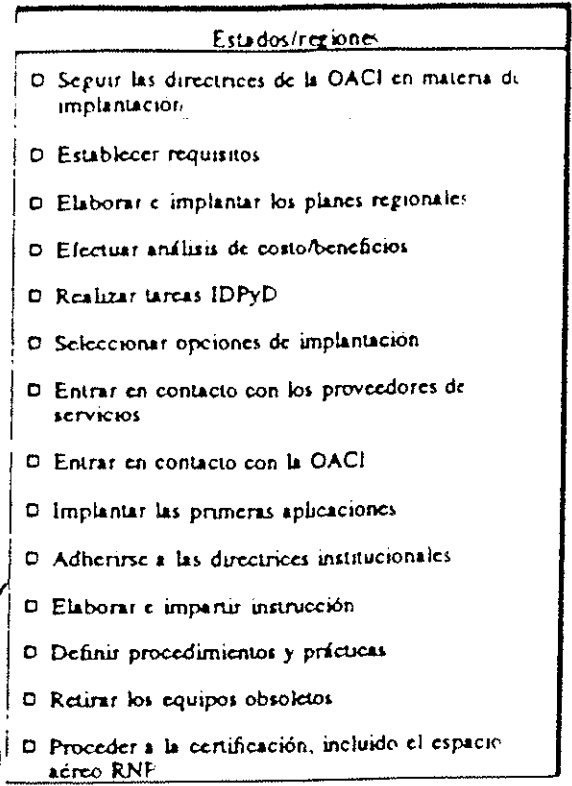 Estados/regiones
□ Seguir las directrices de la OACI en materia de
implantación
□ Establecer requisitos
□ Elaborar e implantar los planes regionales
□ Efectuar análisis de costo/beneficios
□ Realizar tareas IDPyD
□ Seleccionar opciones de implantación
□ Entrar en contacto con los proveedores de
servicios
□ Entrar en contacto con la OACI
□ Implantar las primeras aplicaciones
□ Adherirse a las directrices institucionales
□ Elaborar e impartir instrucción
□ Definir procedimientos y prácticas
□ Retirar los equipos obsoletos
□ Proceder a la certificación, incluido el espacio
aéreo RNP